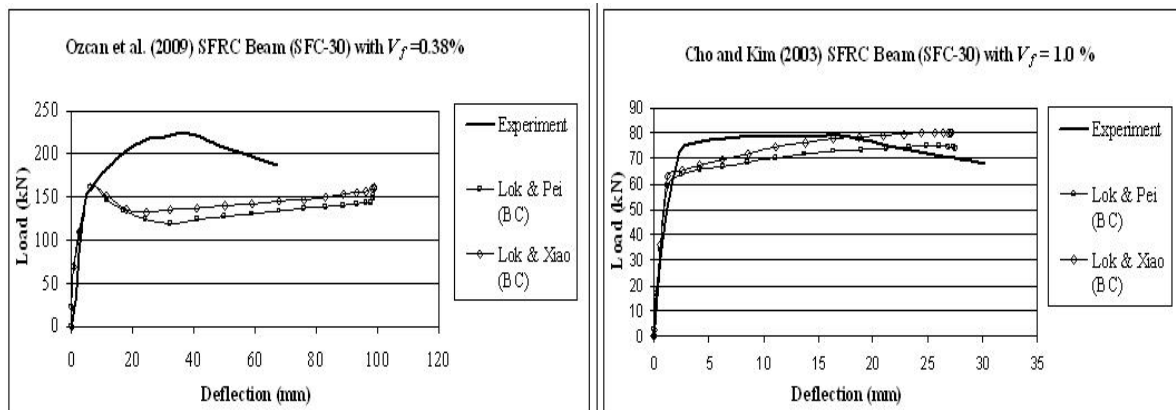 Ozcan et al. (2009) SFRC Beam (SFC-30) with V_f =0.38%
Load (kN)
250
200
150
100
50
0
0 20 40 60 80 100 120
Deflection (mm)
Experiment
Lok & Pei
(BC)
Lok & Xiao
(BC)
Cho and Kim (2003) SFRC Beam (SFC-30) with V_f = 1.0 %
Load (kN)
90
80
70
60
50
40
30
20
10
0
0 5 10 15 20 25 30 35
Deflection (mm)
Experiment
Lok & Pei
(BC)
Lok & Xiao
(BC)